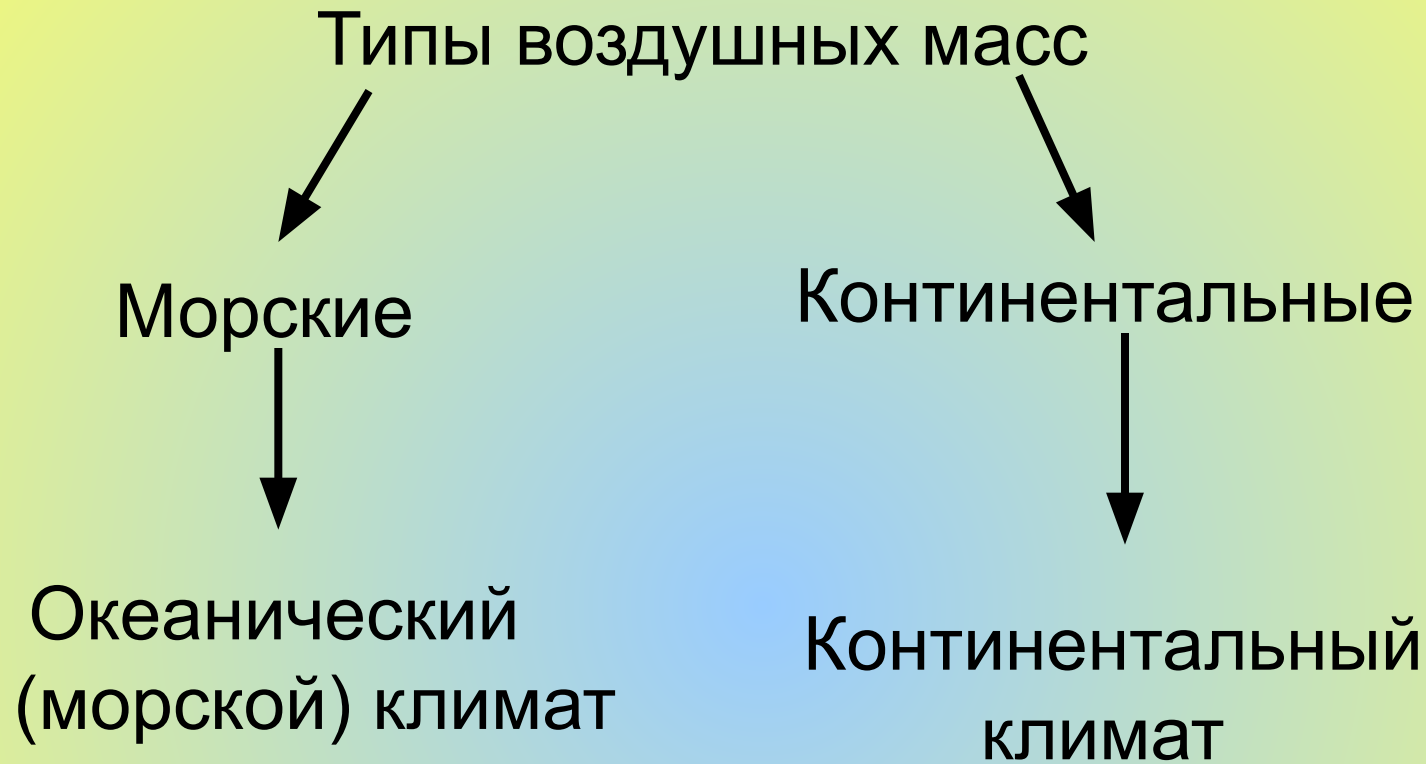 Типы воздушных масс
Морские
Континентальные
Океанический
(морской) климат
Континентальный
климат